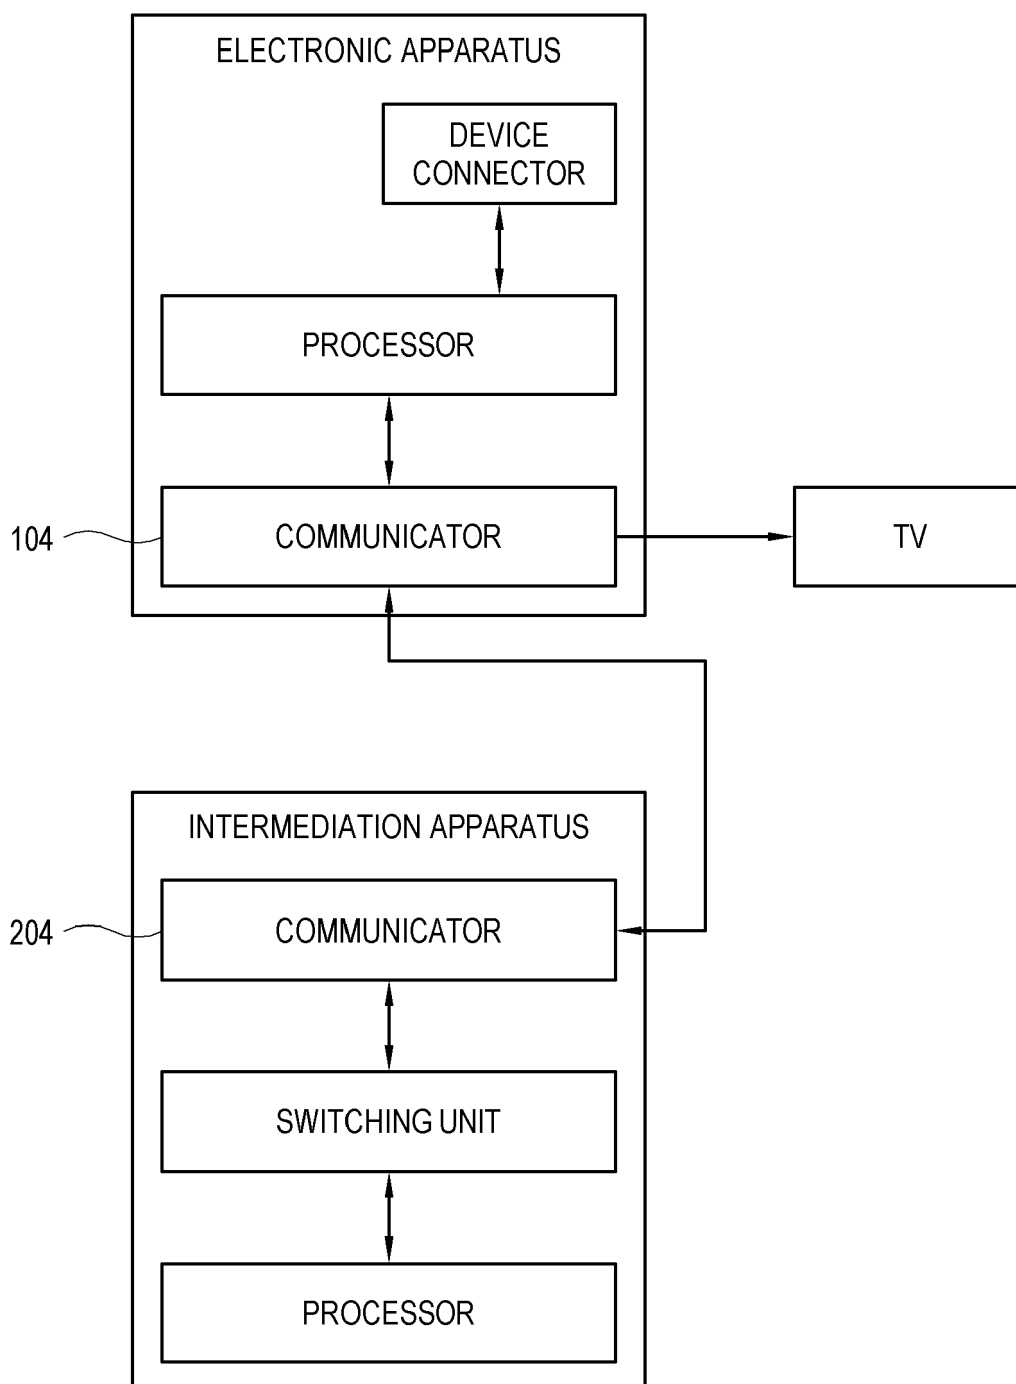 ELECTRONIC APPARATUS
DEVICE
CONNECTOR
PROCESSOR
104
COMMUNICATOR
TV
INTERMEDIATION APPARATUS
204
COMMUNICATOR
SWITCHING UNIT
PROCESSOR